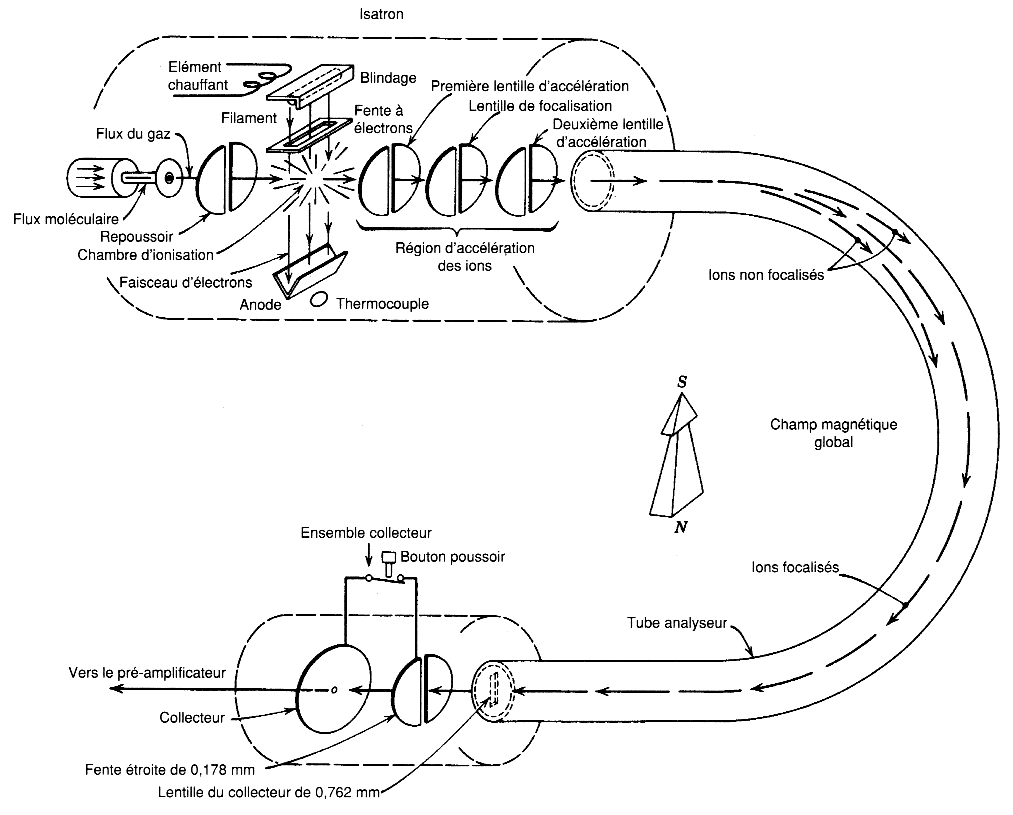 Isatron
Elément
chauffant
Blindage
Première lentille d'accélération
Lentille de focalisation
Filament
Fente à
électrons
Deuxième lentille
d'accélération
Flux du gaz
Flux moléculaire
Repoussoir
Chambre d'ionisation
Région d'accélération
des ions
Faisceau d'électrons
Anode
Thermocouple
Ions non focalisés
S
N
Champ magnétique
global
Ensemble collecteur
Bouton poussoir
Ions focalisés
Tube analyseur
Vers le pré-amplificateur
Collecteur
Fente étroite de 0,178 mm
Lentille du collecteur de 0,762 mm